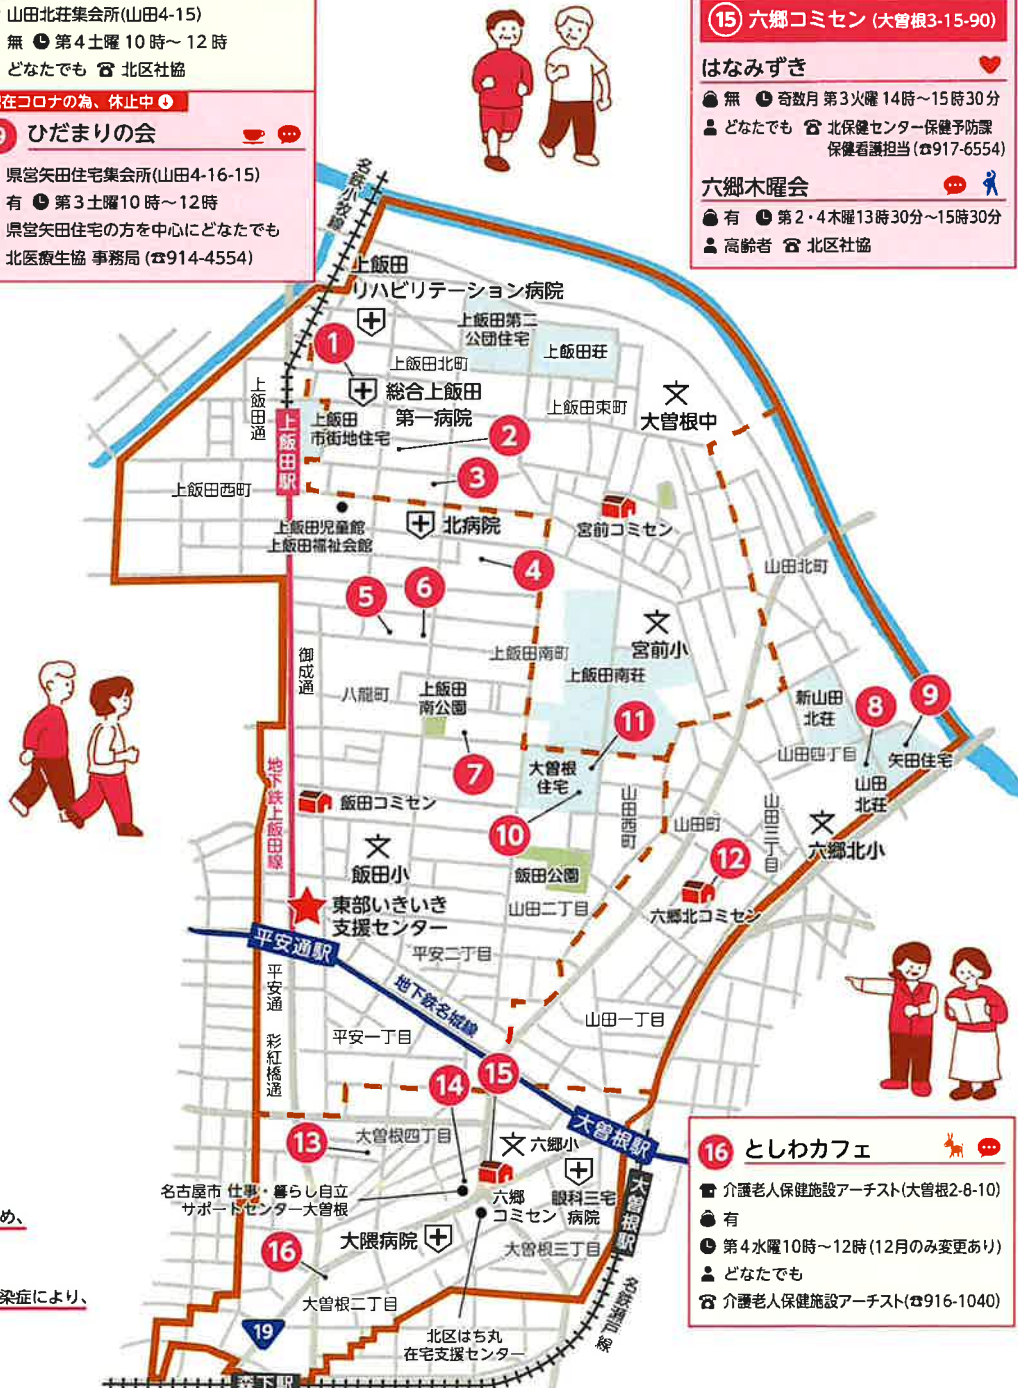 山田北荘集会所(山田4-15)
無 第4土曜 10時〜12時
どなたでも ☎ 北区社協
在コロナの為、休止中
ひだまりの会
県営矢田住宅集会所(山田4-16-15)
有 第3土曜10時〜12時
県営矢田住宅の方を中心にどなたでも
北医療生協 事務局(☎914-4554)
⑮ 六郷コミセン(大曽根3-15-90)
はなみずき
無 奇数月 第3火曜 14時〜15時30分
どなたでも ☎ 北保健センター保健予防課
保健看護担当(☎917-6554)
六郷木曜会
有 第2・4木曜13時30分〜15時30分
高齢者 ☎ 北区社協
名鉄小牧線
上飯田
リハビリテーション病院
上飯田第二
公団住宅
上飯田荘
1
上飯田北町
総合上飯田
第一病院
上飯田東町
大曽根中
上飯田通
上飯田
市街地住宅
2
上飯田駅
3
上飯田西町
上飯田児童館
上飯田福祉会館
北病院
宮前コミセン
4
山田北町
5
6
上飯田南町
宮前小
上飯田南荘
御成通
八龍町
上飯田
南公園
新山田
北荘
8
9
11
7
大曽根
住宅
山田四丁目
矢田住宅
山田
北荘
地下鉄上飯田線
飯田コミセン
10
山田西町
山田町
山田三丁目
六郷北小
飯田小
飯田公園
12
六郷北コミセン
東部いきいき
支援センター
山田二丁目
平安通駅
平安二丁目
地下鉄名城線
平安通
平安一丁目
山田一丁目
彩紅橋通
14
15
大曽根駅
13
大曽根四丁目
六郷小
名古屋市 仕事・暮らし自立
サポートセンター大曽根
六郷
コミセン
眼科三宅
病院
大曽根駅
大隈病院
大曽根三丁目
16
大曽根二丁目
名鉄瀬戸線
19
北区はち丸
在宅支援センター
森下駅
め、
染症により、
16 としわカフェ
介護老人保健施設アーチスト(大曽根2-8-10)
有
第4水曜10時〜12時(12月のみ変更あり)
どなたでも
☎ 介護老人保健施設アーチスト(☎916-1040)